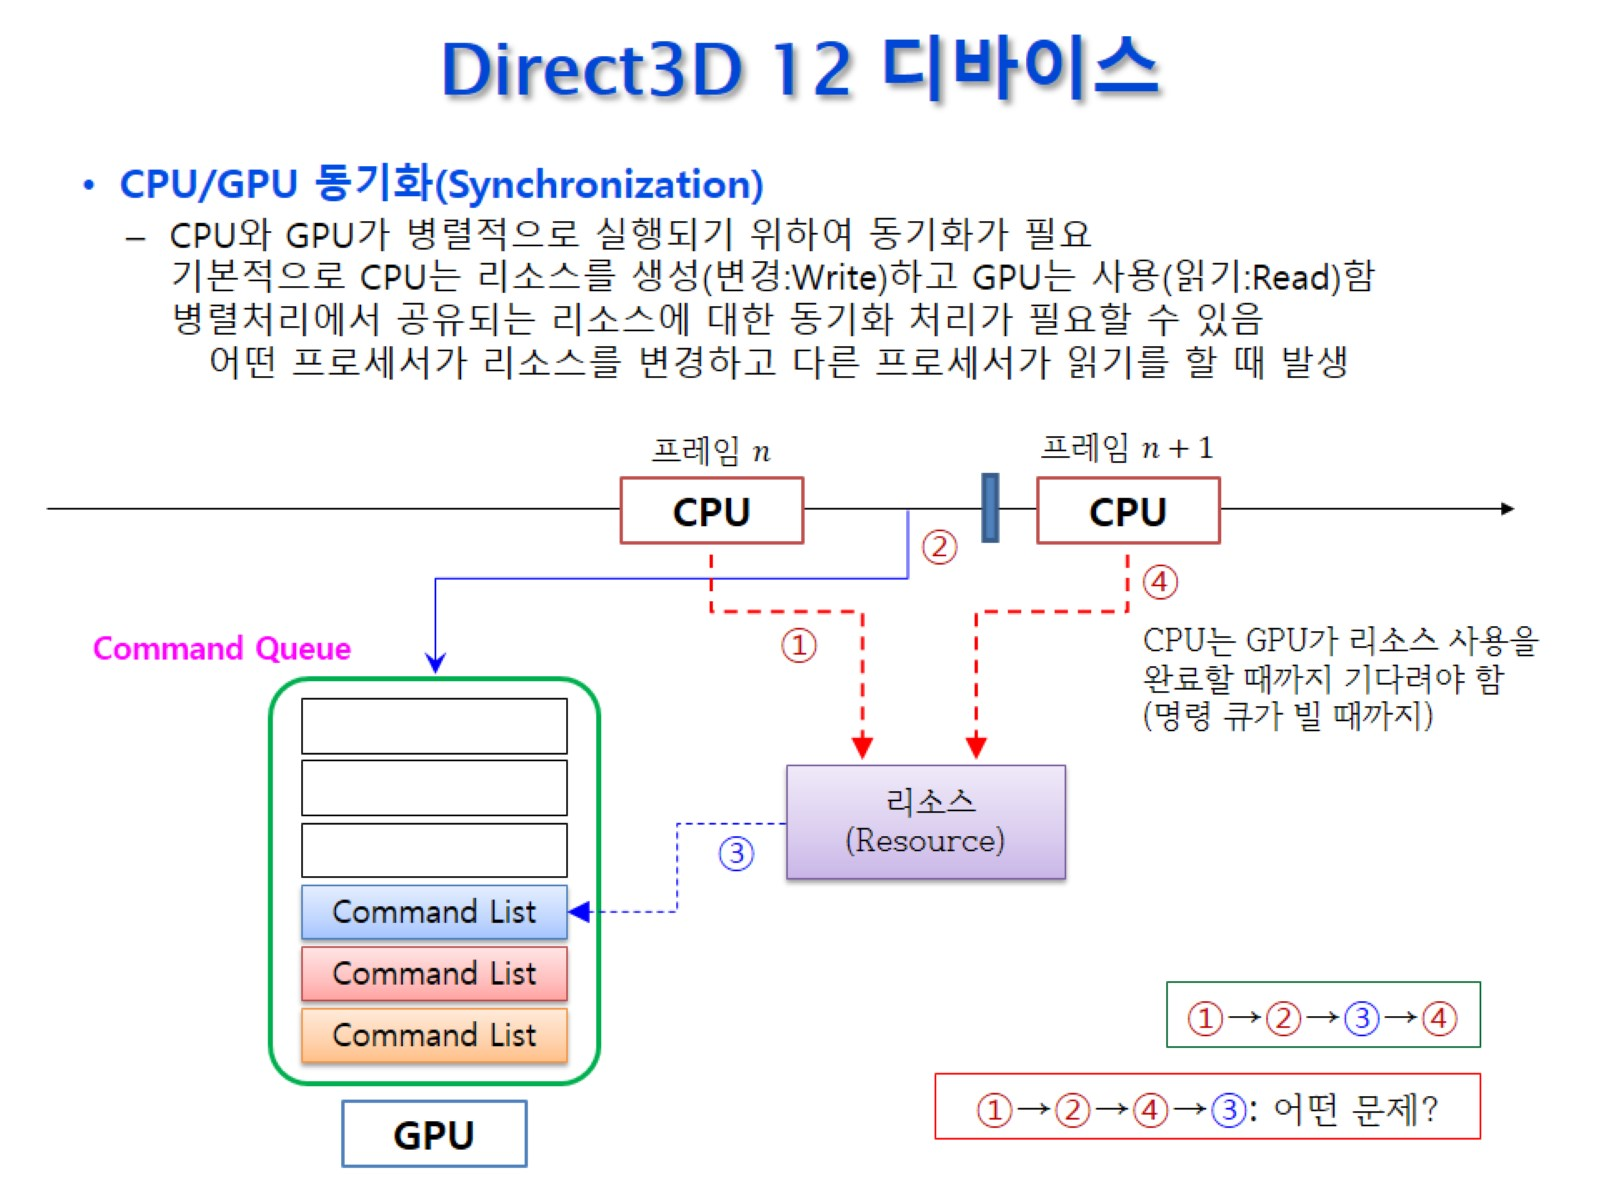 Direct3D 12 디바이스
• CPU/GPU 동기화(Synchronization)
– CPU와 GPU가 병렬적으로 실행되기 위하여 동기화가 필요
기본적으로 CPU는 리소스를 생성(변경:Write)하고 GPU는 사용(읽기:Read)함
병렬처리에서 공유되는 리소스에 대한 동기화 처리가 필요할 수 있음
어떤 프로세서가 리소스를 변경하고 다른 프로세서가 읽기를 할 때 발생
프레임 n
프레임 n + 1
CPU
CPU
②
④
①
Command Queue
CPU는 GPU가 리소스 사용을
완료할 때까지 기다려야 함
(명령 큐가 빌 때까지)
리소스
(Resource)
③
Command List
Command List
Command List
①→②→③→④
①→②→④→③: 어떤 문제?
GPU